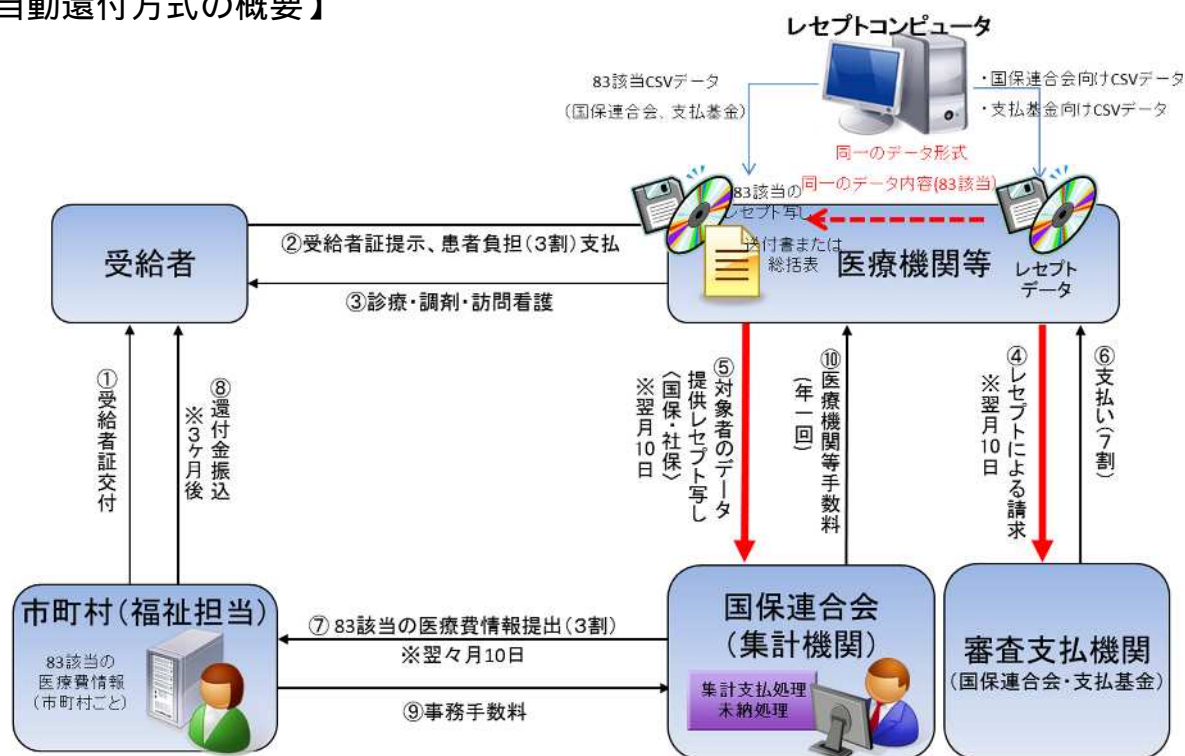 自動還付方式の概要】
レセプトコンピュータ
83該当CSVデータ
(国保連合会、支払基金)
・国保連合会向けCSVデータ
・支払基金向けCSVデータ
同一のデータ形式
同一のデータ内容(83該当)
83該当の
レセプト写し
送付書または
総括表
医療機関等
レセプト
データ
受給者
②受給者証提示、患者負担(3割)支払
③診療・調剤・訪問看護
①受給者証交付
⑧還付金振込
※3ヶ月後
⑤対象者のデータ
提供レセプト写し
〈国保・社保〉
※翌月10日
⑩医療機関等手数料
(年一回)
④レセプトによる請求
※翌月10日
⑥支払い(7割)
市町村(福祉担当)
83該当の
医療費情報
(市町村ごと)
⑦ 83該当の医療費情報提出(3割)
※翌々月10日
⑨事務手数料
国保連合会
(集計機関)
集計支払処理
未納処理
審査支払機関
(国保連合会・支払基金)